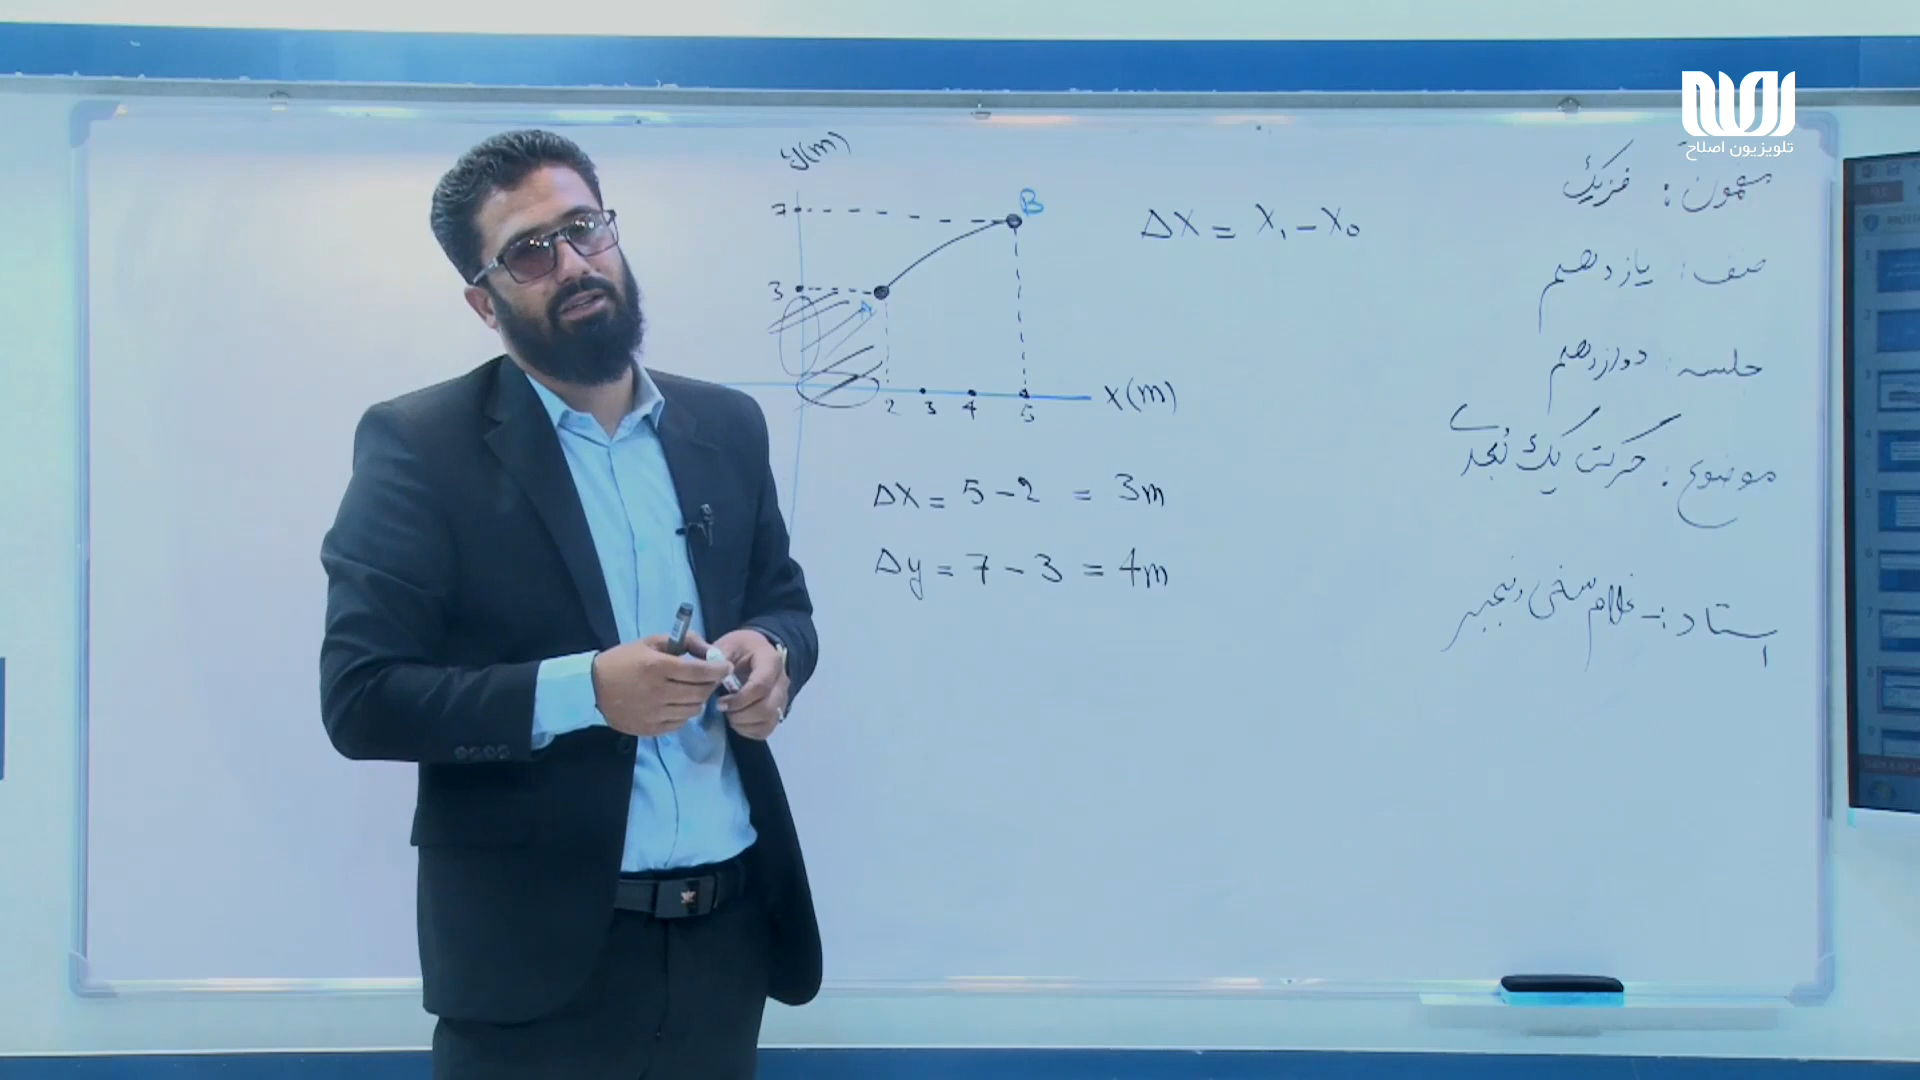 تلویزیون اصلاح
مضمون : فزیک
صنف : یازدهم
جلسه : دوازدهم
موضوع : حرکت یک بُعدی
استاد :- غلام سخی رنجبر
y(m)
7
B
3
A
2 3 4 5
x(m)
Δx = x₁ - x₀
Δx = 5 - 2 = 3m
Δy = 7 - 3 = 4m